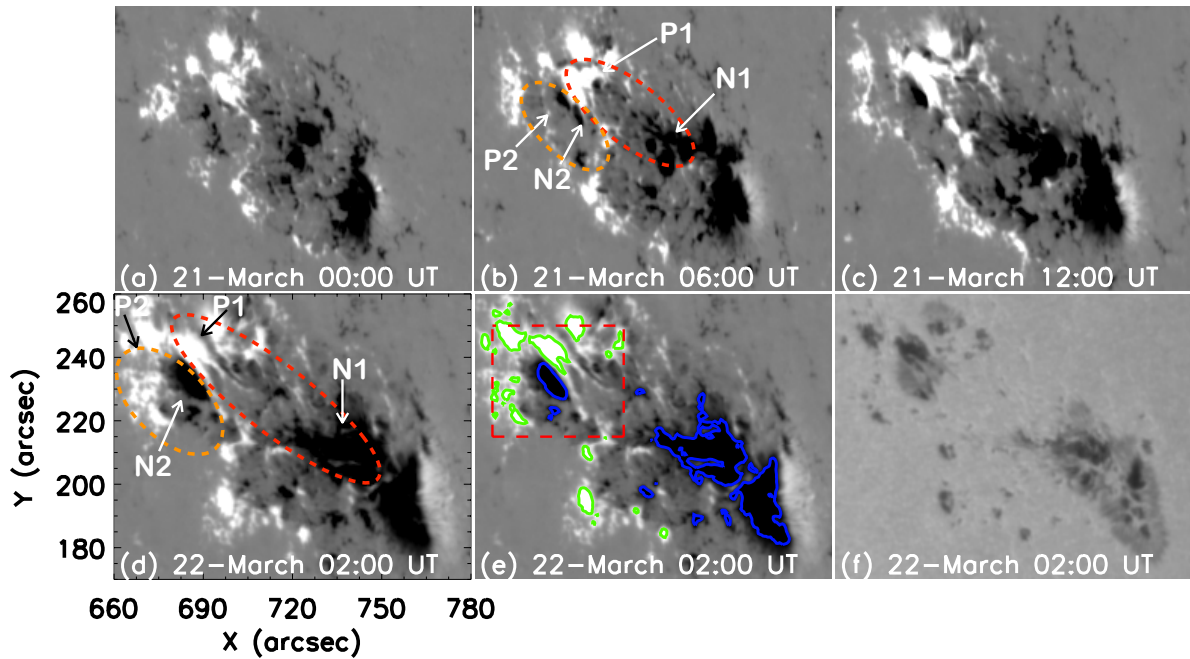 P1
N1
P2
N2
(a) 21-March 00:00 UT
(b) 21-March 06:00 UT
(c) 21-March 12:00 UT
260
240
220
200
180
Y (arcsec)
P2
P1
N1
N2
(d) 22-March 02:00 UT
(e) 22-March 02:00 UT
(f) 22-March 02:00 UT
660 690 720 750 780
X (arcsec)